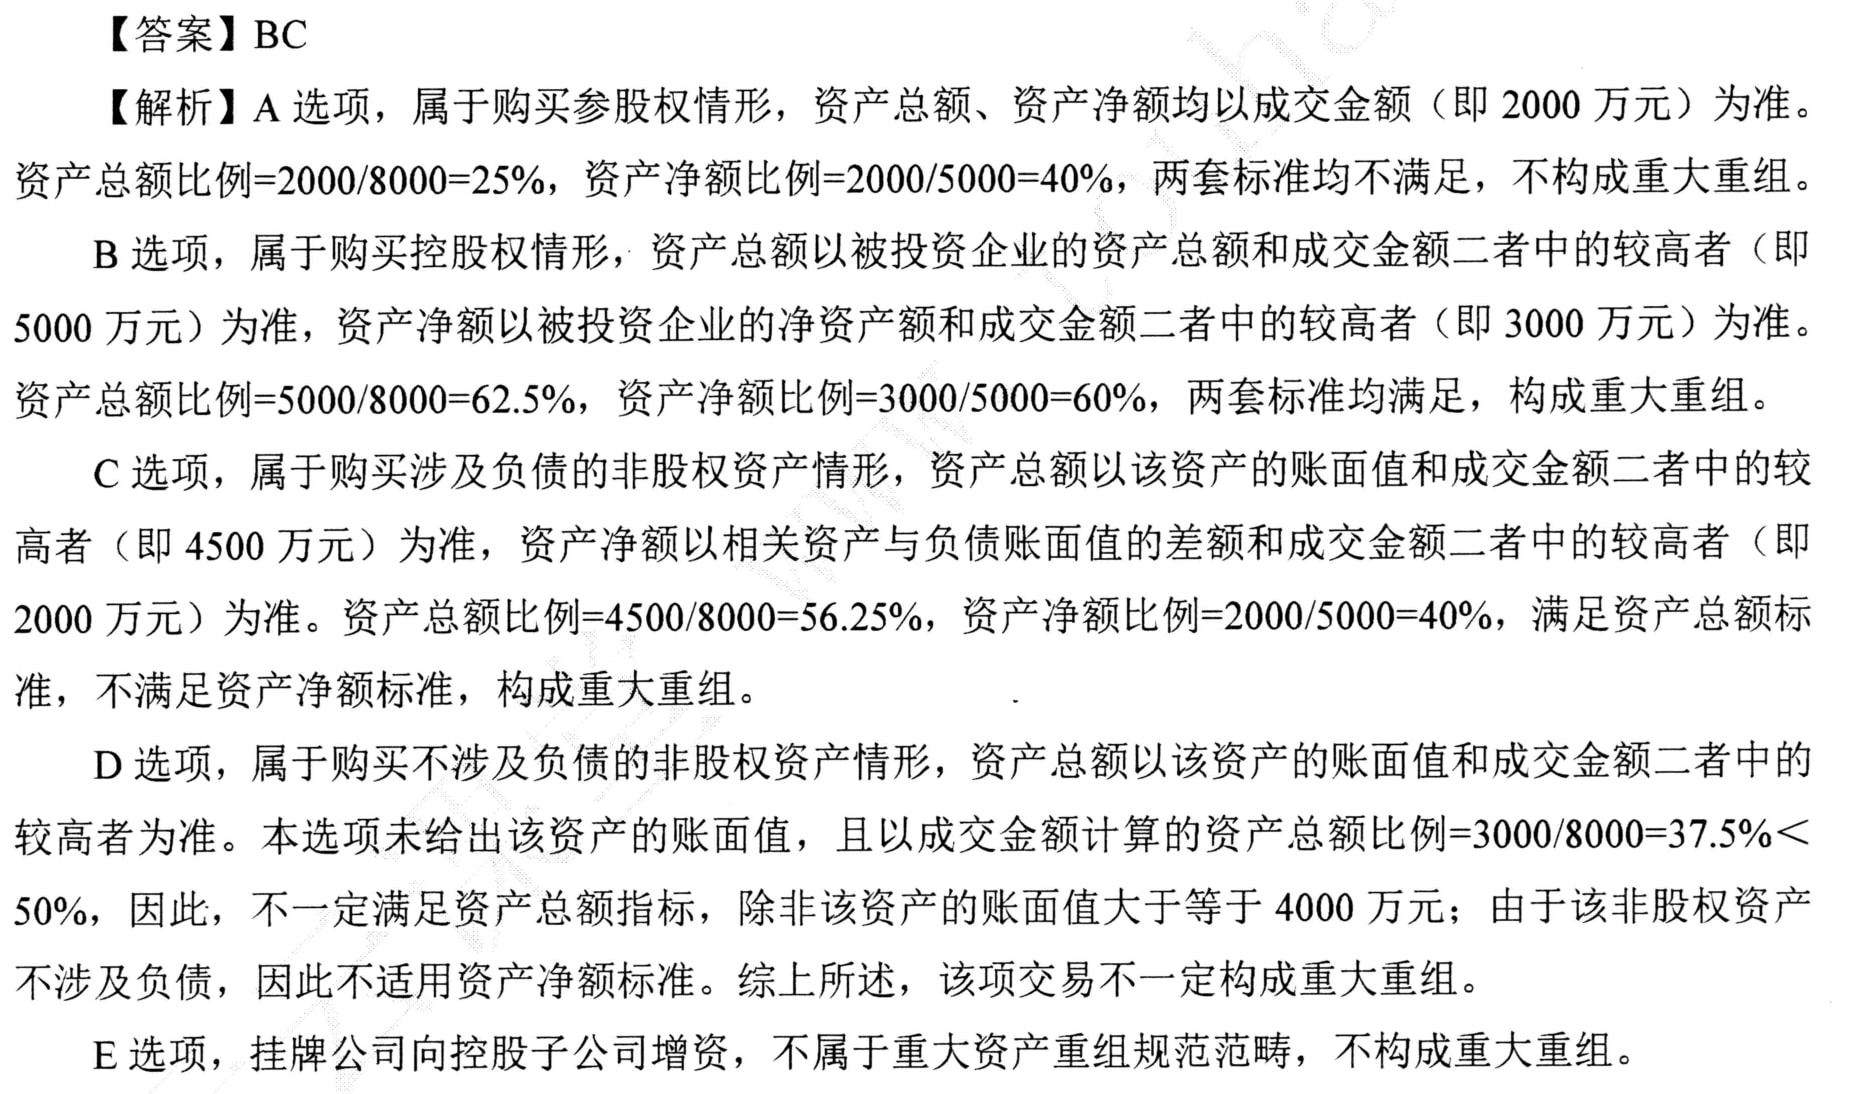 【答案】BC
【解析】A 选项，属于购买参股权情形，资产总额、资产净额均以成交金额（即 2000 万元）为准。
资产总额比例=2000/8000=25%，资产净额比例=2000/5000=40%，两套标准均不满足，不构成重大重组。
B 选项，属于购买控股权情形，资产总额以被投资企业的资产总额和成交金额二者中的较高者（即
5000 万元）为准，资产净额以被投资企业的净资产额和成交金额二者中的较高者（即 3000 万元）为准。
资产总额比例=5000/8000=62.5%，资产净额比例=3000/5000=60%，两套标准均满足，构成重大重组。
C 选项，属于购买涉及负债的非股权资产情形，资产总额以该资产的账面值和成交金额二者中的较
高者（即 4500 万元）为准，资产净额以相关资产与负债账面值的差额和成交金额二者中的较高者（即
2000 万元）为准。资产总额比例=4500/8000=56.25%，资产净额比例=2000/5000=40%，满足资产总额标
准，不满足资产净额标准，构成重大重组。
D 选项，属于购买不涉及负债的非股权资产情形，资产总额以该资产的账面值和成交金额二者中的
较高者为准。本选项未给出该资产的账面值，且以成交金额计算的资产总额比例=3000/8000=37.5%＜
50%，因此，不一定满足资产总额指标，除非该资产的账面值大于等于 4000 万元；由于该非股权资产
不涉及负债，因此不适用资产净额标准。综上所述，该项交易不一定构成重大重组。
E 选项，挂牌公司向控股子公司增资，不属于重大资产重组规范范畴，不构成重大重组。